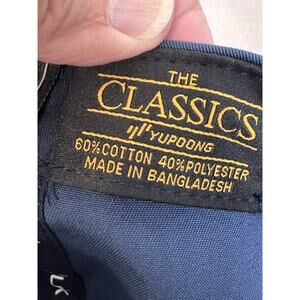 THE
CLASSICS
YUPOONG
60% COTTON 40% POLYESTER
MADE IN BANGLADESH